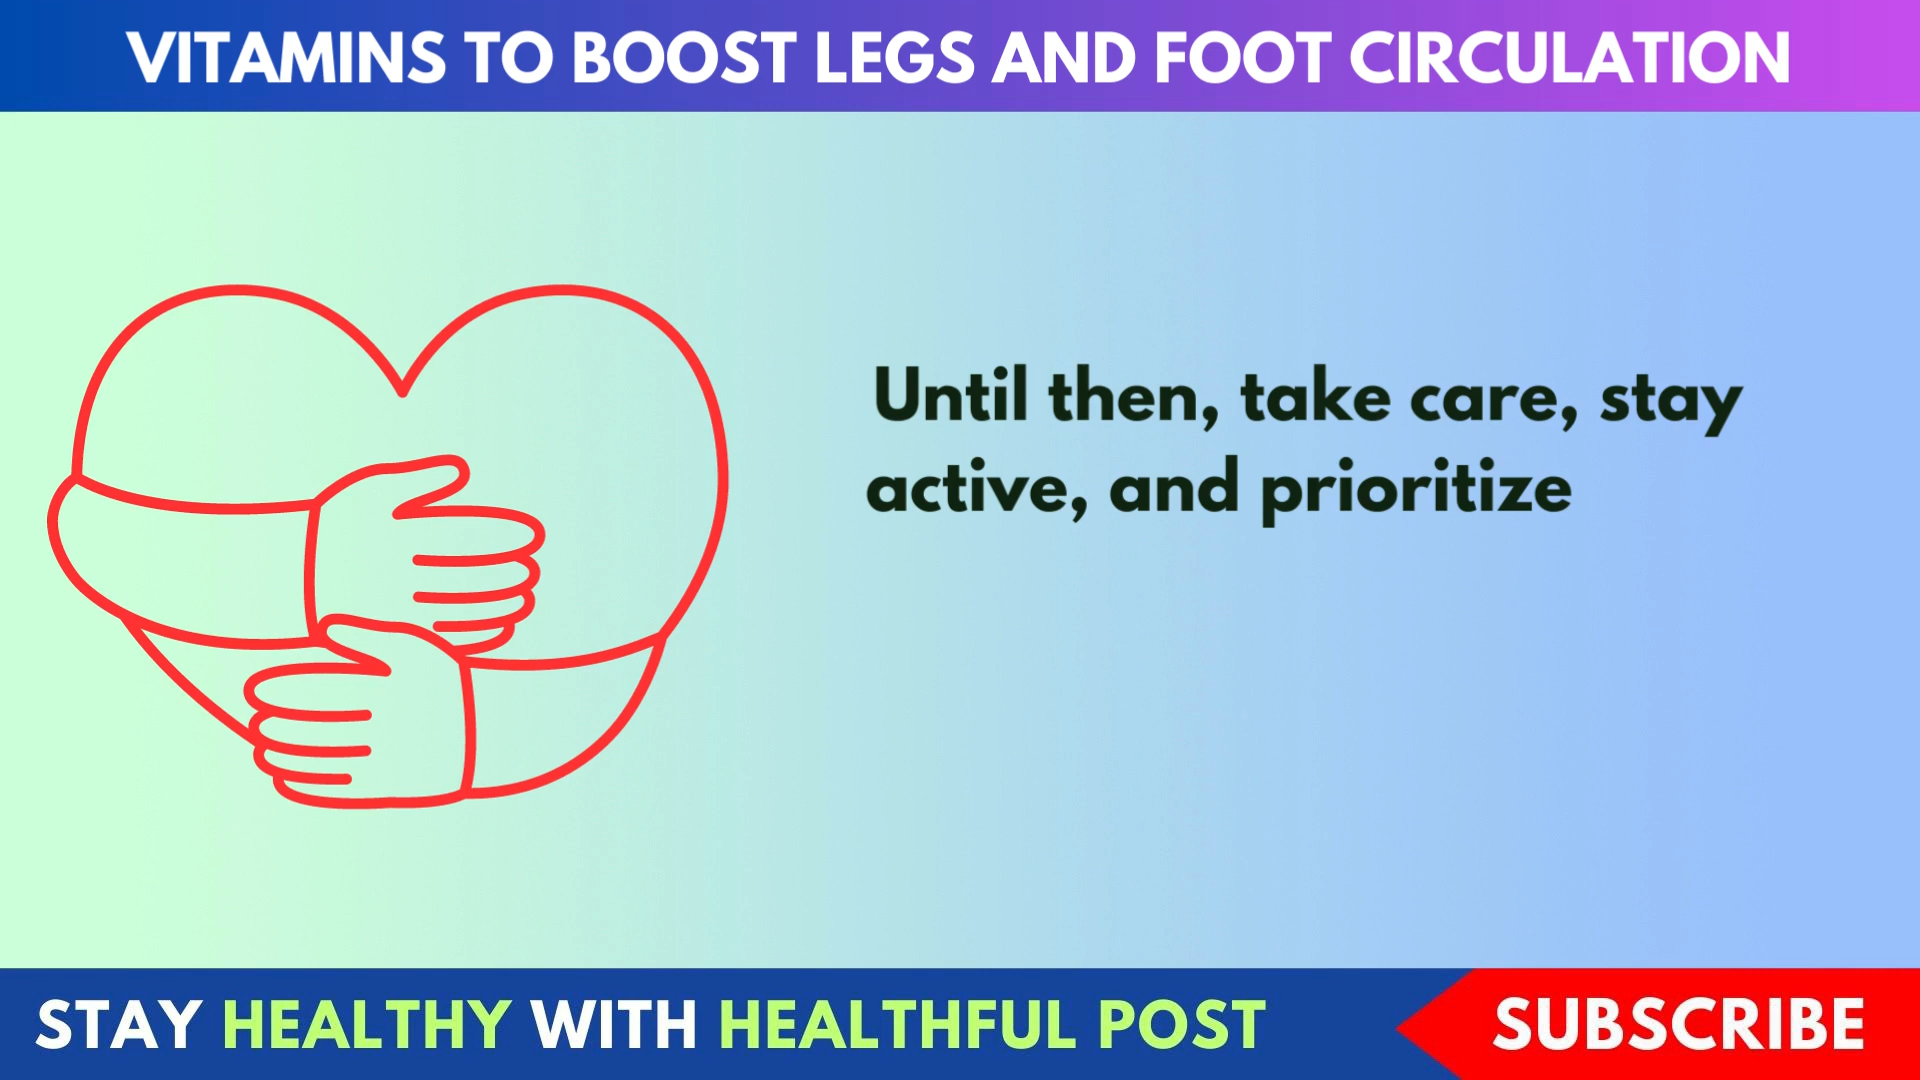 VITAMINS TO BOOST LEGS AND FOOT CIRCULATION
Until then, take care, stay
active, and prioritize
STAY HEALTHY WITH HEALTHFUL POST
SUBSCRIBE